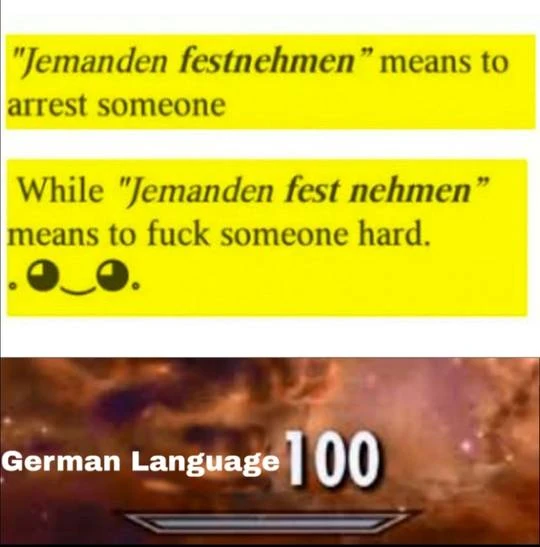 "Jemanden festnehmen” means to
arrest someone
While "Jemanden fest nehmen”
means to fuck someone hard.
.◕‿◕.
German Language 100